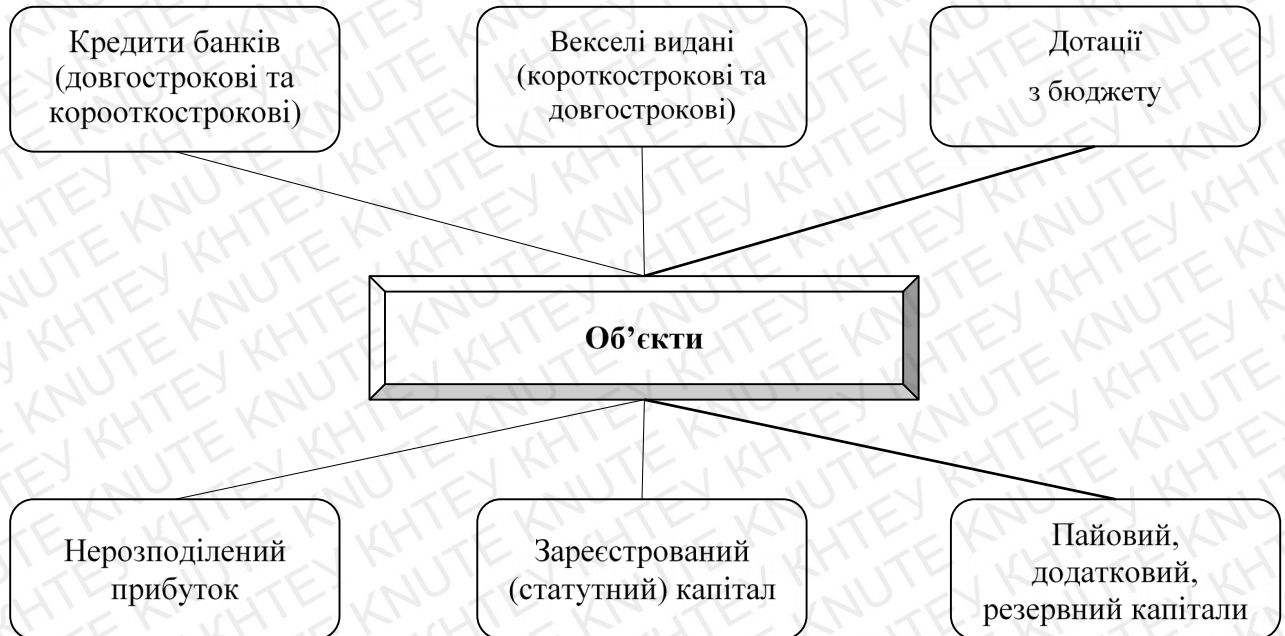 Кредити банків
(довгострокові та
корооткострокові)
Векселі видані
(короткострокові та
довгострокові)
Дотації
з бюджету
Об’єкти
Нерозподілений
прибуток
Зареєстрований
(статутний) капітал
Пайовий,
додатковий,
резервний капітали